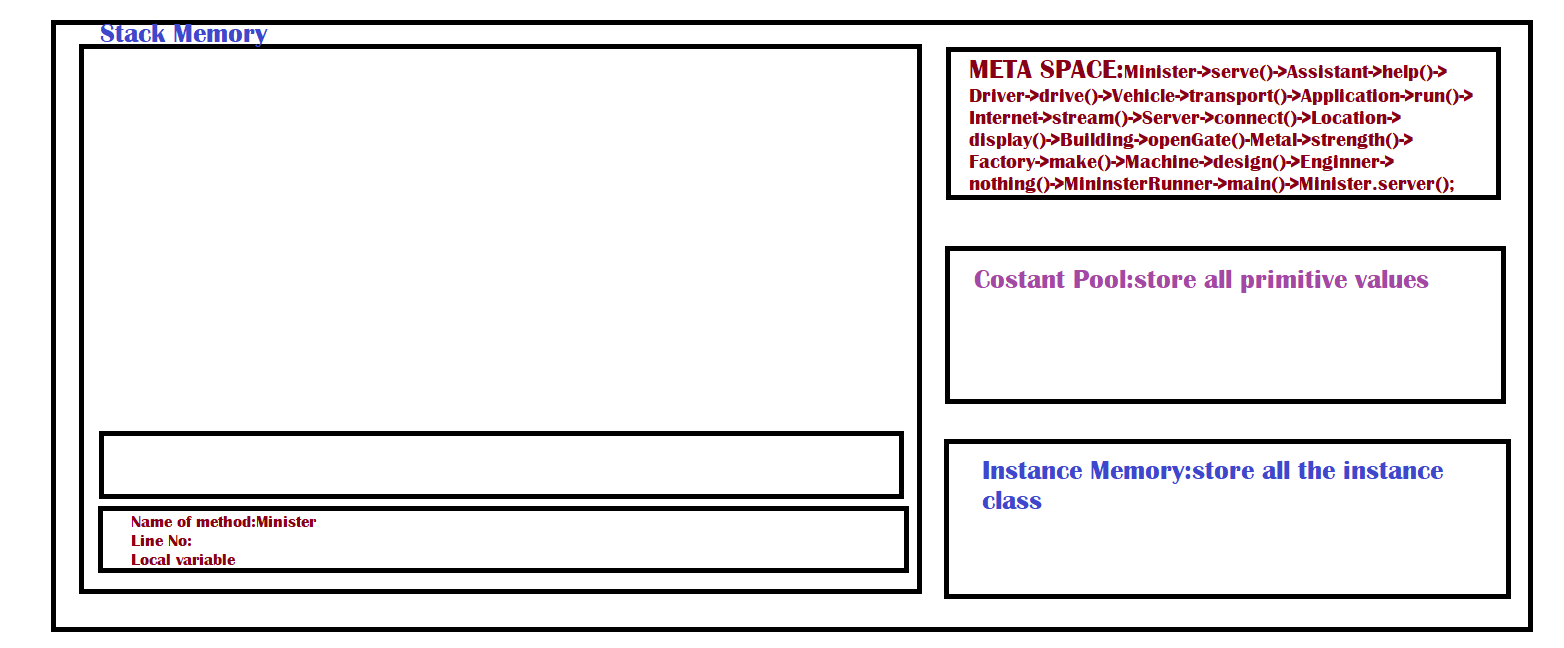 Stack Memory
META SPACE:Minister->serve()->Assistant->help()->
Driver->drive()->Vehicle->transport()->Application->run()->
Internet->stream()->Server->connect()->Location->
display()->Building->openGate()-Metal->strength()->
Factory->make()->Machine->design()->Enginner->
nothing()->MininsterRunner->main()->Minister.server();
Costant Pool:store all primitive values
Instance Memory:store all the instance
class
Name of method:Minister
Line No:
Local variable